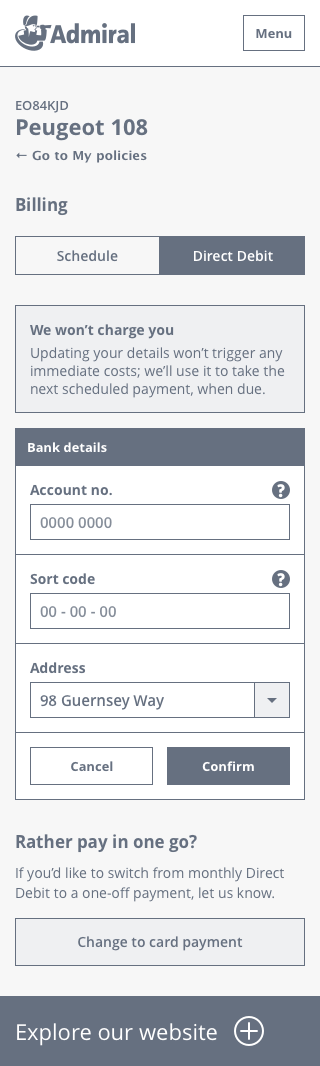 Admiral
Menu
EO84KJD
Peugeot 108
← Go to My policies
Billing
Schedule
Direct Debit
We won’t charge you
Updating your details won’t trigger any
immediate costs; we’ll use it to take the
next scheduled payment, when due.
Bank details
Account no.
?
0000 0000
Sort code
?
00 - 00 - 00
Address
98 Guernsey Way
Cancel
Confirm
Rather pay in one go?
If you’d like to switch from monthly Direct
Debit to a one-off payment, let us know.
Change to card payment
Explore our website